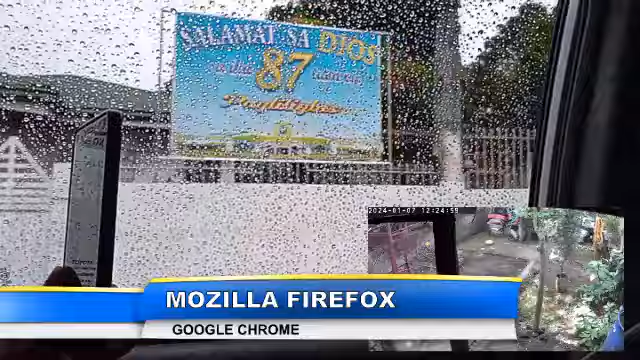 SALAMAT SA DIOS
87
2024-01-07 12:24:59
MOZILLA FIREFOX
GOOGLE CHROME